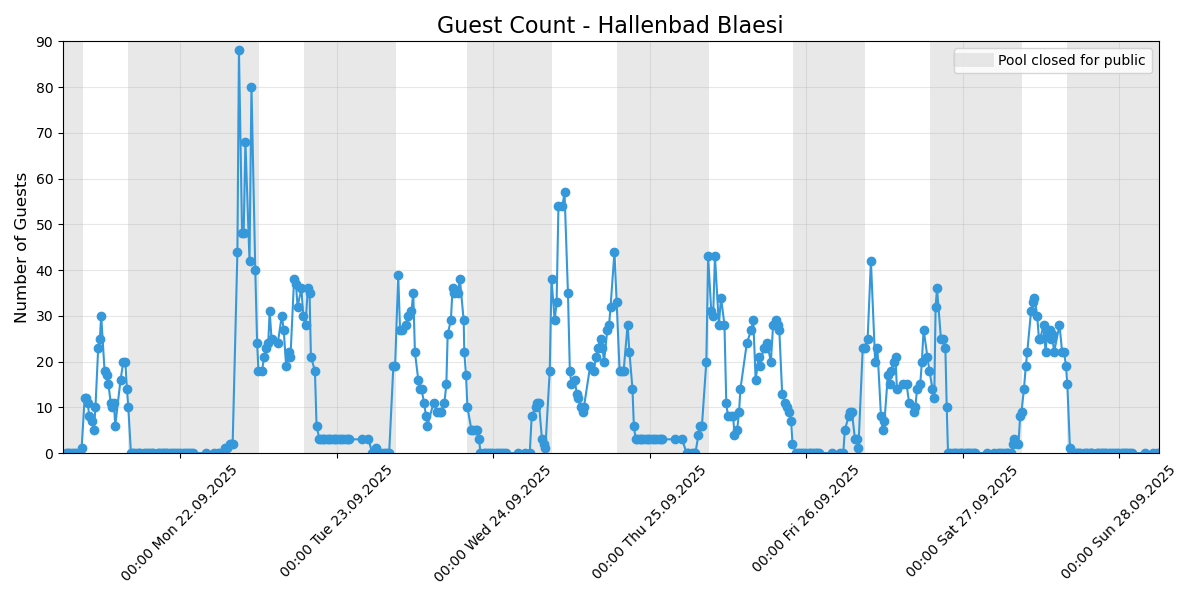 Guest Count - Hallenbad Blaesi
Pool closed for public
Number of Guests
90
80
70
60
50
40
30
20
10
0
00:00 Mon 22.09.2025
00:00 Tue 23.09.2025
00:00 Wed 24.09.2025
00:00 Thu 25.09.2025
00:00 Fri 26.09.2025
00:00 Sat 27.09.2025
00:00 Sun 28.09.2025